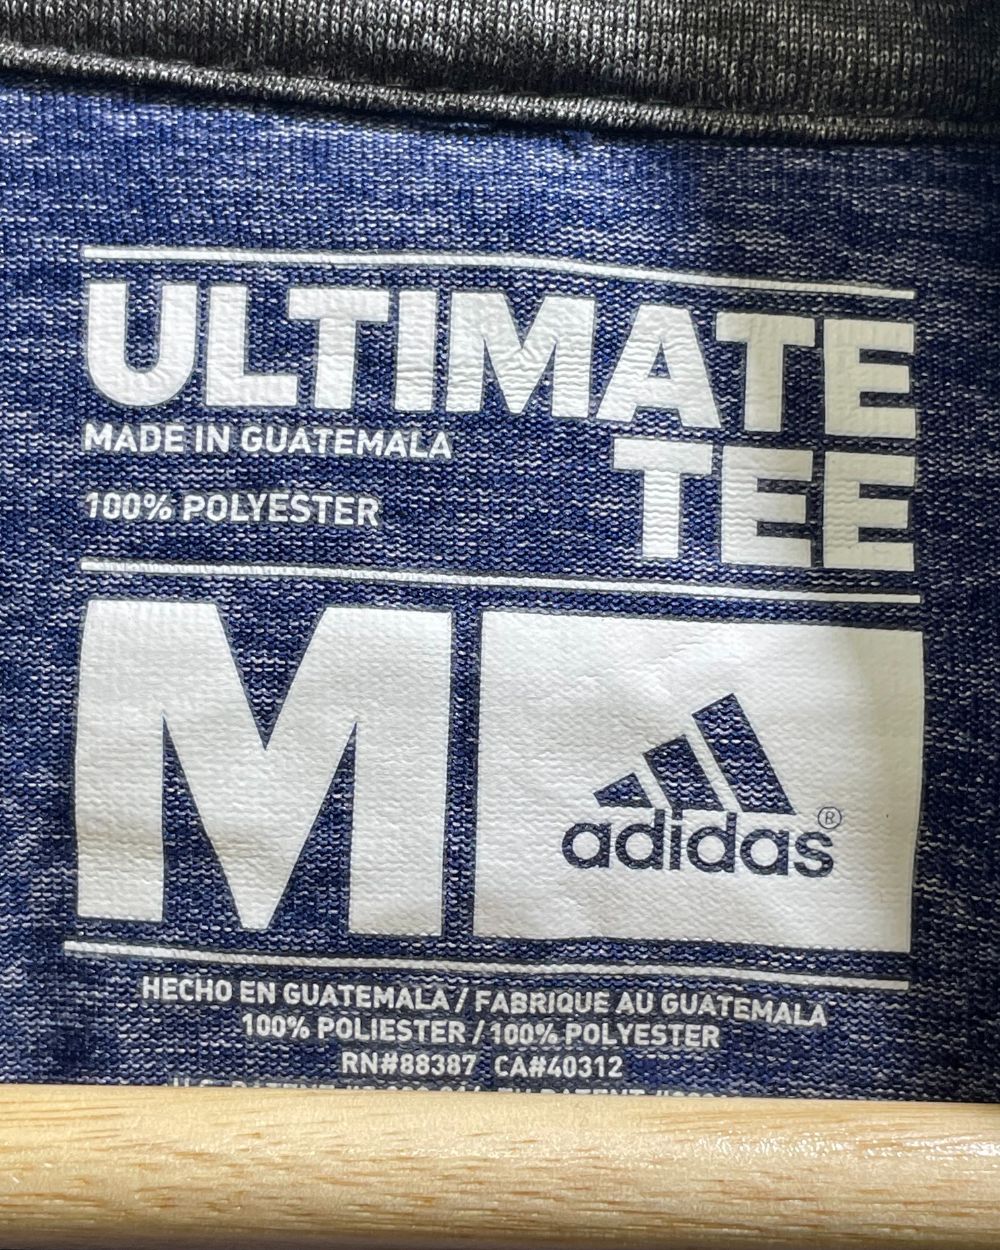 ULTIMATE
TEE
MADE IN GUATEMALA
100% POLYESTER
M
adidas®
HECHO EN GUATEMALA / FABRIQUE AU GUATEMALA
100% POLIESTER / 100% POLYESTER
RN#88387 CA#40312